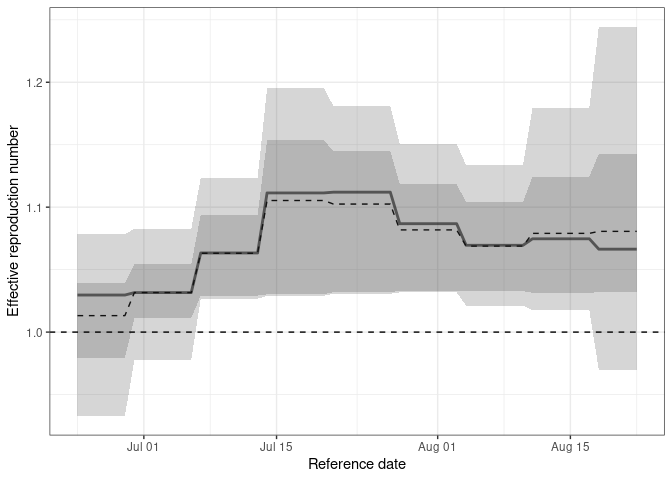 Effective reproduction number
1.2
1.1
1.0
Jul 01
Jul 15
Aug 01
Aug 15
Reference date